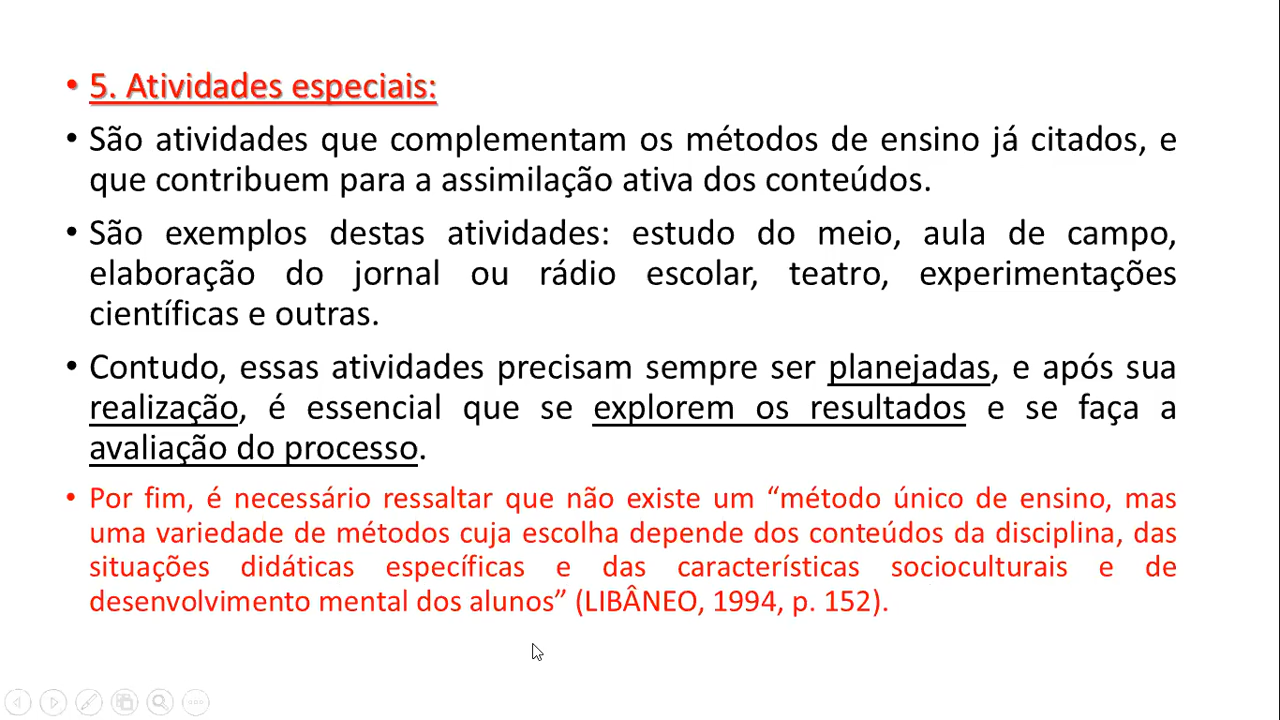 • 5. Atividades especiais:
• São atividades que complementam os métodos de ensino já citados, e
que contribuem para a assimilação ativa dos conteúdos.
• São exemplos destas atividades: estudo do meio, aula de campo,
elaboração do jornal ou rádio escolar, teatro, experimentações
científicas e outras.
• Contudo, essas atividades precisam sempre ser planejadas, e após sua
realização, é essencial que se explorem os resultados e se faça a
avaliação do processo.
• Por fim, é necessário ressaltar que não existe um “método único de ensino, mas
uma variedade de métodos cuja escolha depende dos conteúdos da disciplina, das
situações didáticas específicas e das características socioculturais e de
desenvolvimento mental dos alunos” (LIBÂNEO, 1994, p. 152).